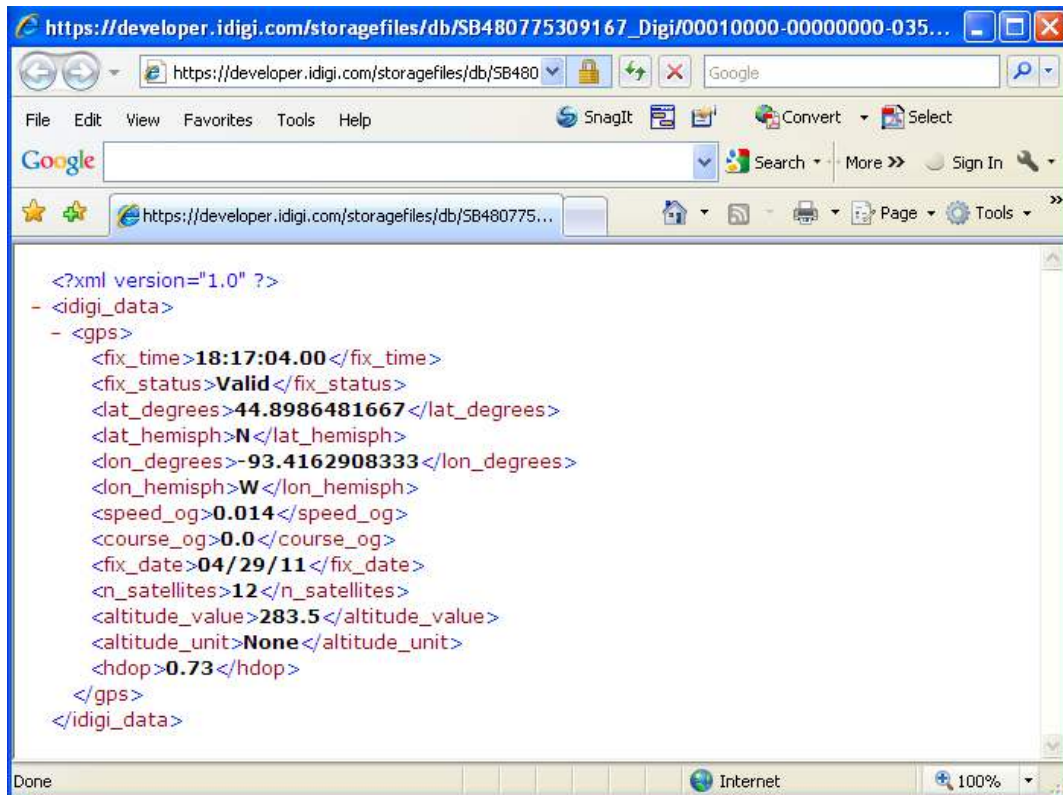 https://developer.idigi.com/storagefiles/db/SB480775309167_Digi/00010000-00000000-035...
https://developer.idigi.com/storagefiles/db/SB480 Google
File Edit View Favorites Tools Help SnagIt Convert Select
Google Search More >> Sign In
https://developer.idigi.com/storagefiles/db/SB480775... Page Tools >>
<?xml version="1.0" ?>
- <idigi_data>
- <gps>
<fix_time>18:17:04.00</fix_time>
<fix_status>Valid</fix_status>
<lat_degrees>44.8986481667</lat_degrees>
<lat_hemisph>N</lat_hemisph>
<lon_degrees>-93.4162908333</lon_degrees>
<lon_hemisph>W</lon_hemisph>
<speed_og>0.014</speed_og>
<course_og>0.0</course_og>
<fix_date>04/29/11</fix_date>
<n_satellites>12</n_satellites>
<altitude_value>283.5</altitude_value>
<altitude_unit>None</altitude_unit>
<hdop>0.73</hdop>
</gps>
</idigi_data>
Done Internet 100%